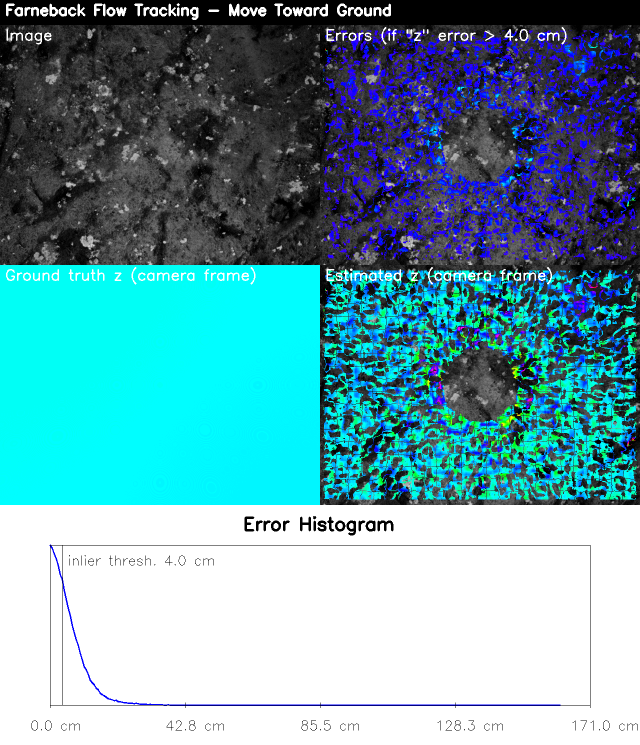 Farneback Flow Tracking - Move Toward Ground
Image
Errors (if "z" error > 4.0 cm)
Ground truth z (camera frame)
Estimated z (camera frame)
Error Histogram
inlier thresh. 4.0 cm
0.0 cm
42.8 cm
85.5 cm
128.3 cm
171.0 cm